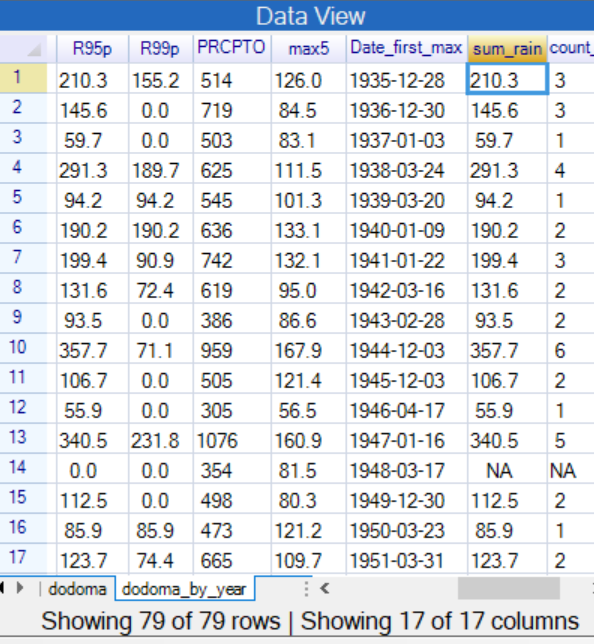 Data View
R95p R99p PRCPTO max5 Date_first_max sum_rain count_
1 210.3 155.2 514 126.0 1935-12-28 210.3 3
2 145.6 0.0 719 84.5 1936-12-30 145.6 3
3 59.7 0.0 503 83.1 1937-01-03 59.7 1
4 291.3 189.7 625 111.5 1938-03-24 291.3 4
5 94.2 94.2 545 101.3 1939-03-20 94.2 1
6 190.2 190.2 636 133.1 1940-01-09 190.2 2
7 199.4 90.9 742 132.1 1941-01-22 199.4 3
8 131.6 72.4 619 95.0 1942-03-16 131.6 2
9 93.5 0.0 386 86.6 1943-02-28 93.5 2
10 357.7 71.1 959 167.9 1944-12-03 357.7 6
11 106.7 0.0 505 121.4 1945-12-03 106.7 2
12 55.9 0.0 305 56.5 1946-04-17 55.9 1
13 340.5 231.8 1076 160.9 1947-01-16 340.5 5
14 0.0 0.0 354 81.5 1948-03-17 NA NA
15 112.5 0.0 498 80.3 1949-12-30 112.5 2
16 85.9 85.9 473 121.2 1950-03-23 85.9 1
17 123.7 74.4 665 109.7 1951-03-31 123.7 2
dodoma dodoma_by_year
Showing 79 of 79 rows | Showing 17 of 17 columns